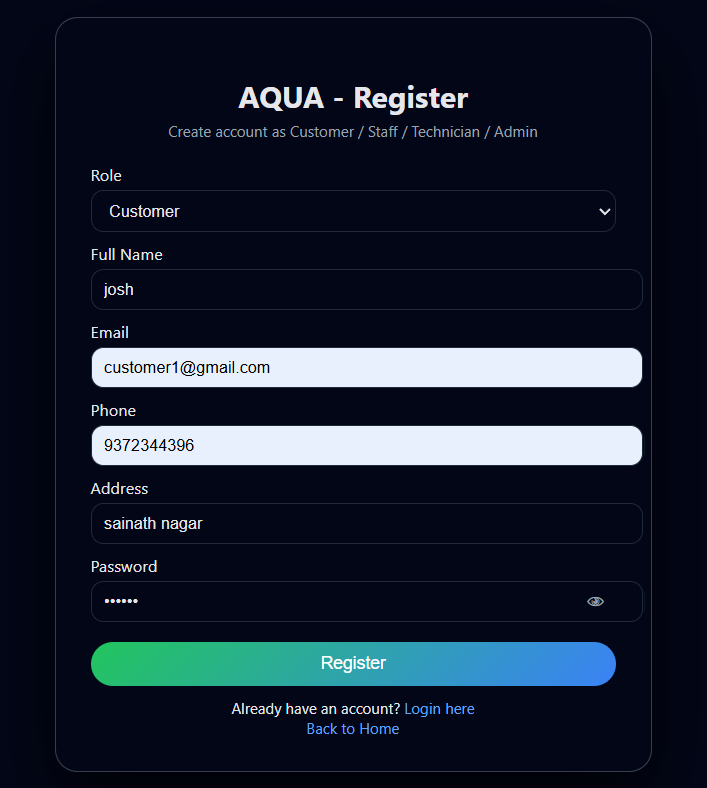 AQUA - Register
Create account as Customer / Staff / Technician / Admin
Role
Customer
Full Name
josh
Email
customer1@gmail.com
Phone
9372344396
Address
sainath nagar
Password
••••••
Register
Already have an account? Login here
Back to Home